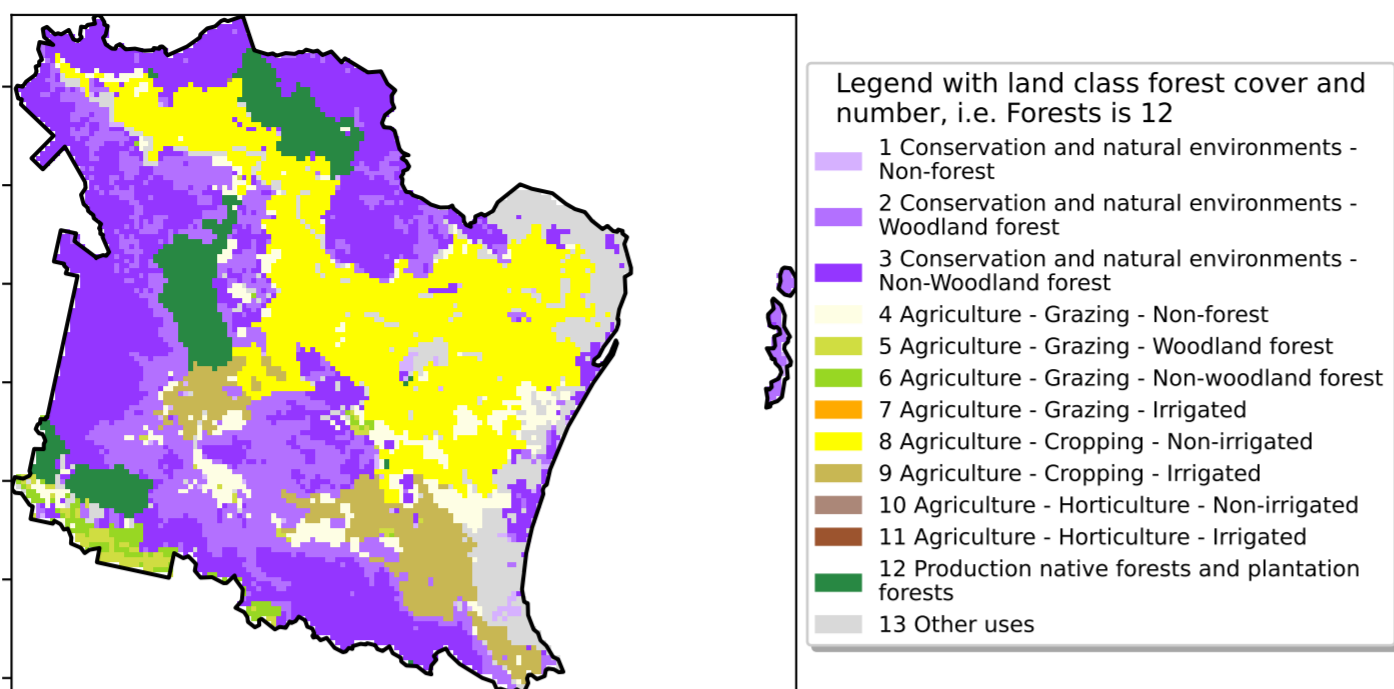 Legend with land class forest cover and
number, i.e. Forests is 12
1 Conservation and natural environments -
Non-forest
2 Conservation and natural environments -
Woodland forest
3 Conservation and natural environments -
Non-Woodland forest
4 Agriculture - Grazing - Non-forest
5 Agriculture - Grazing - Woodland forest
6 Agriculture - Grazing - Non-woodland forest
7 Agriculture - Grazing - Irrigated
8 Agriculture - Cropping - Non-irrigated
9 Agriculture - Cropping - Irrigated
10 Agriculture - Horticulture - Non-irrigated
11 Agriculture - Horticulture - Irrigated
12 Production native forests and plantation
forests
13 Other uses